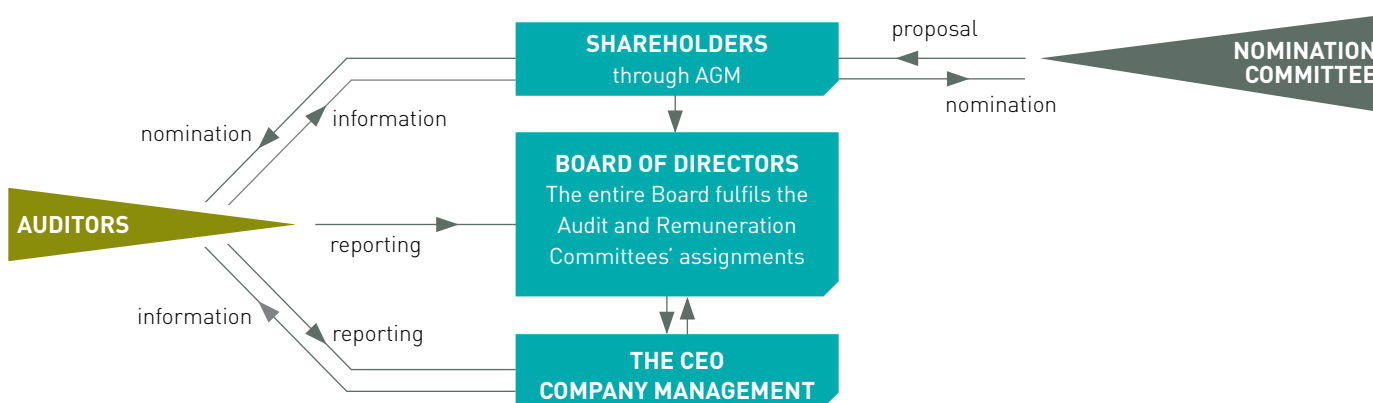 SHAREHOLDERS
through AGM
proposal
nomination
NOMINATION
COMMITTEE
nomination
information
BOARD OF DIRECTORS
The entire Board fulfils the
Audit and Remuneration
Committees’ assignments
AUDITORS
reporting
information
reporting
THE CEO
COMPANY MANAGEMENT